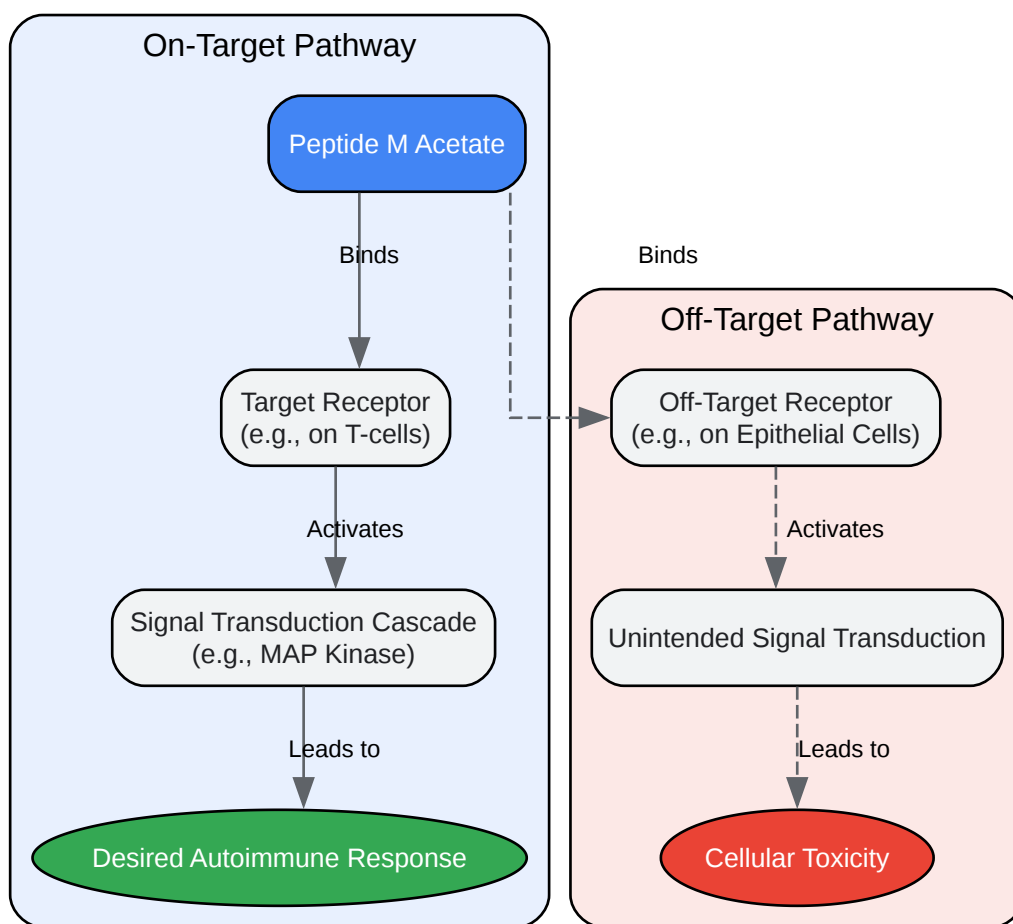 On-Target Pathway
Peptide M Acetate
Binds
Target Receptor
(e.g., on T-cells)
Activates
Signal Transduction Cascade
(e.g., MAP Kinase)
Leads to
Desired Autoimmune Response
Binds
Off-Target Pathway
Off-Target Receptor
(e.g., on Epithelial Cells)
Activates
Unintended Signal Transduction
Leads to
Cellular Toxicity